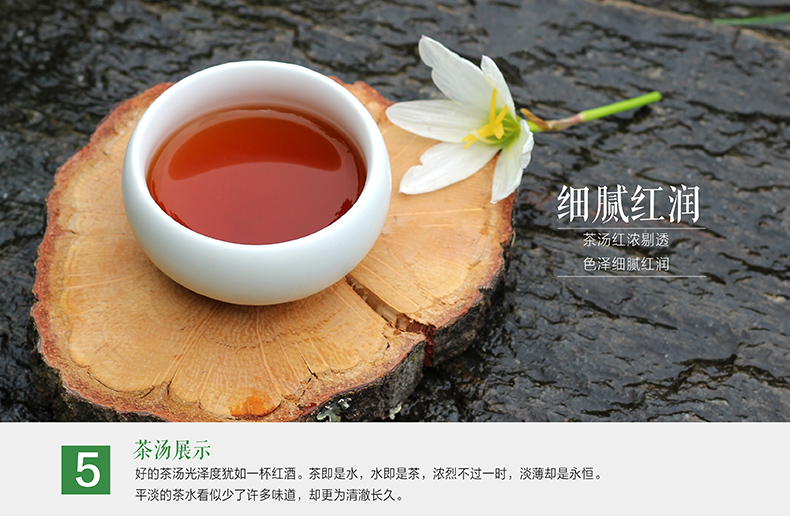 细腻红润
茶汤红浓剔透
色泽细腻红润
5
茶汤展示
好的茶汤光泽度犹如一杯红酒。茶即是水，水即是茶，浓烈不过一时，淡薄却是永恒。
平淡的茶水看似少了许多味道，却更为清澈长久。